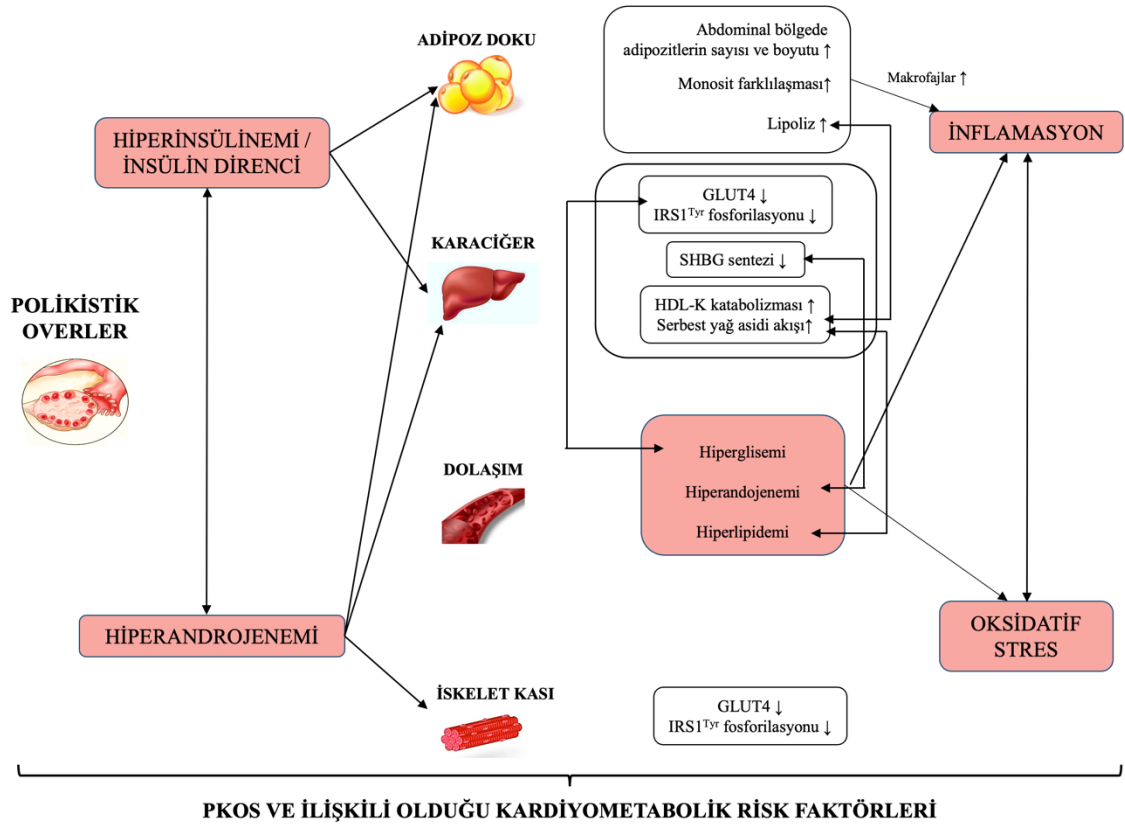 ADİPOZ DOKU
Abdominal bölgede
adipozitlerin sayısı ve boyutu ↑
Monosit farklılaşması↑
Lipoliz ↑
Makrofajlar ↑
HİPERİNSÜLİNEMİ /
İNSÜLİN DİRENCİ
İNFLAMASYON
GLUT4 ↓
IRS1ᵀʸʳ fosforilasyonu ↓
KARACİĞER
SHBG sentezi ↓
HDL-K katabolizması ↑
Serbest yağ asidi akışı↑
POLİKİSTİK
OVERLER
DOLAŞIM
Hiperglisemi
Hiperandojenemi
Hiperlipidemi
HİPERANDROJENEMİ
OKSİDATİF
STRES
İSKELET KASI
GLUT4 ↓
IRS1ᵀʸʳ fosforilasyonu ↓
PKOS VE İLİŞKİLİ OLDUĞU KARDİYOMETABOLİK RİSK FAKTÖRLERİ